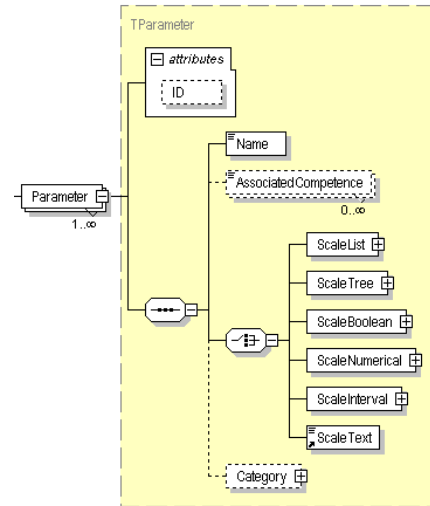 TParameter
attributes
ID
Name
AssociatedCompetence
0..∞
Parameter
1..∞
ScaleList
ScaleTree
ScaleBoolean
ScaleNumerical
ScaleInterval
ScaleText
Category